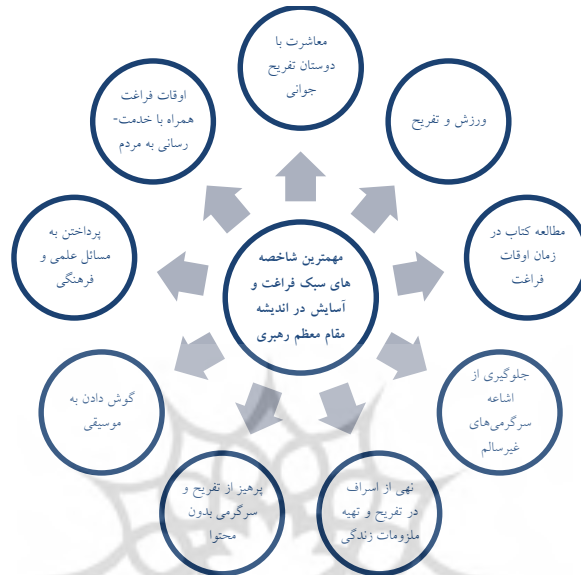 معاشرت با
دوستان تفریح
جوانی
ورزش و تفریح
مطالعه کتاب در
زمان اوقات
فراغت
جلوگیری از
اشاعه
سرگرمی‌های
غیرسالم
نهی از اسراف
در تفریح و تهیه
ملزومات زندگی
پرهیز از تفریح و
سرگرمی بدون
محتوا
گوش دادن به
موسیقی
پرداختن به
مسائل علمی و
فرهنگی
اوقات فراغت
همراه با خدمت-
رسانی به مردم
مهمترین شاخصه
های سبک فراغت و
آسایش در اندیشه
مقام معظم رهبری